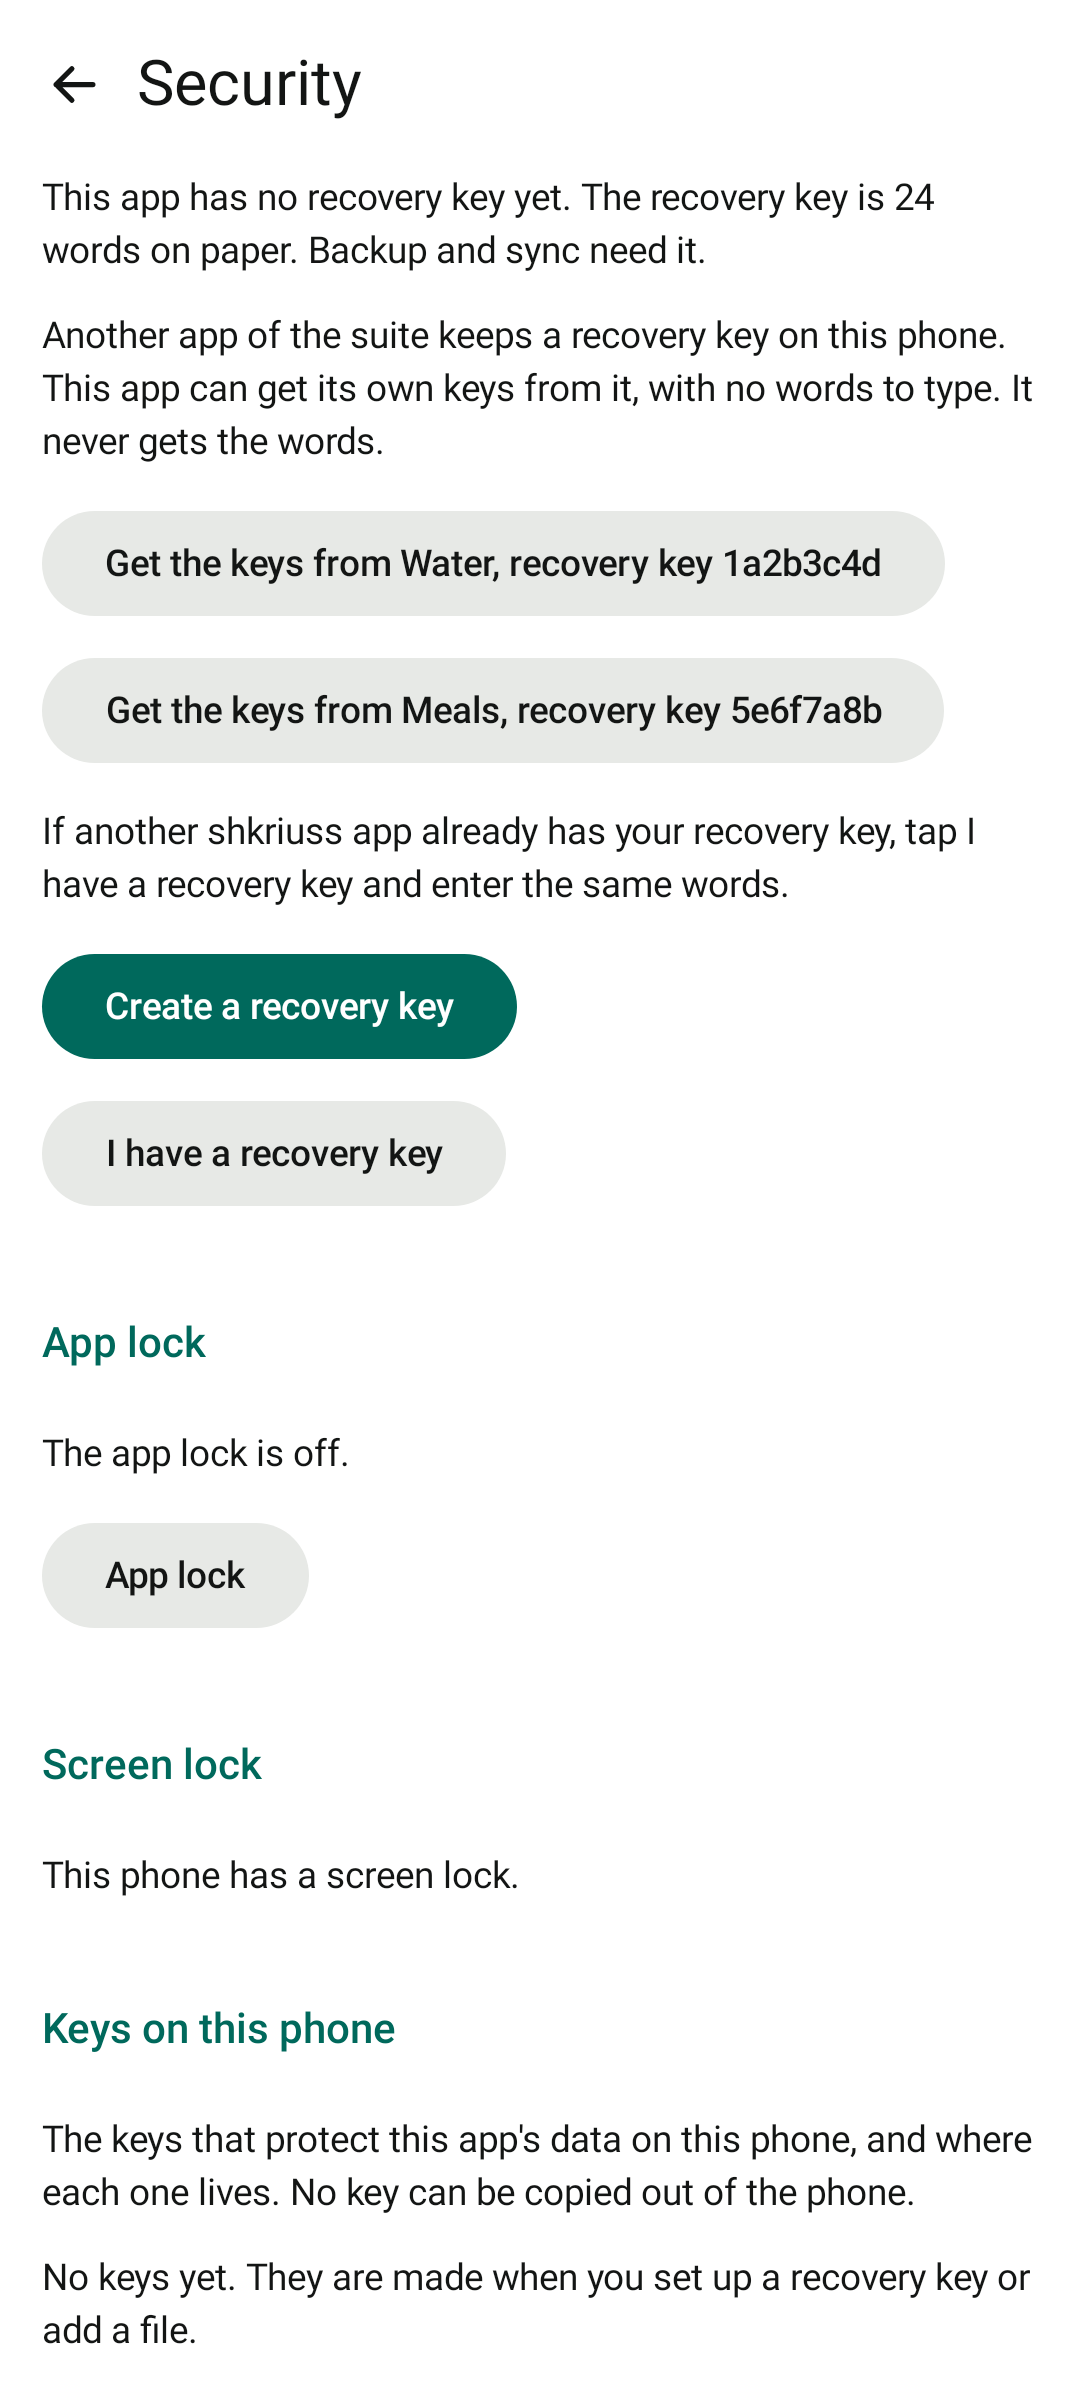 Security
This app has no recovery key yet. The recovery key is 24
words on paper. Backup and sync need it.
Another app of the suite keeps a recovery key on this phone.
This app can get its own keys from it, with no words to type. It
never gets the words.
Get the keys from Water, recovery key 1a2b3c4d
Get the keys from Meals, recovery key 5e6f7a8b
If another shkriuss app already has your recovery key, tap I
have a recovery key and enter the same words.
Create a recovery key
I have a recovery key
App lock
The app lock is off.
App lock
Screen lock
This phone has a screen lock.
Keys on this phone
The keys that protect this app's data on this phone, and where
each one lives. No key can be copied out of the phone.
No keys yet. They are made when you set up a recovery key or
add a file.